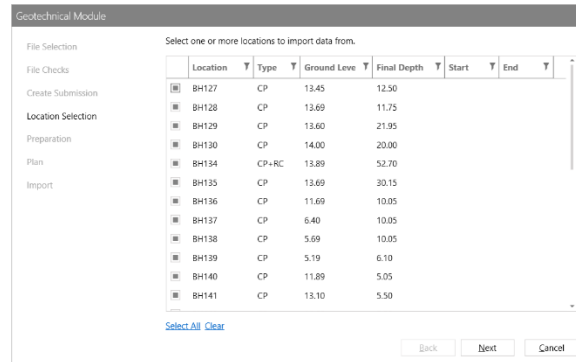 Geotechnical Module
File Selection
File Checks
Create Submission
Location Selection
Preparation
Plan
Import
Select one or more locations to import data from.
Location Type Ground Leve Final Depth Start End
BH127 CP 13.45 12.50
BH128 CP 13.69 11.75
BH129 CP 13.60 21.95
BH130 CP 14.00 20.00
BH134 CP+RC 13.89 52.70
BH135 CP 13.69 30.15
BH136 CP 11.69 10.05
BH137 CP 6.40 10.05
BH138 CP 5.69 10.05
BH139 CP 5.19 6.10
BH140 CP 11.89 5.05
BH141 CP 13.10 5.50
Select All Clear
Back Next Cancel